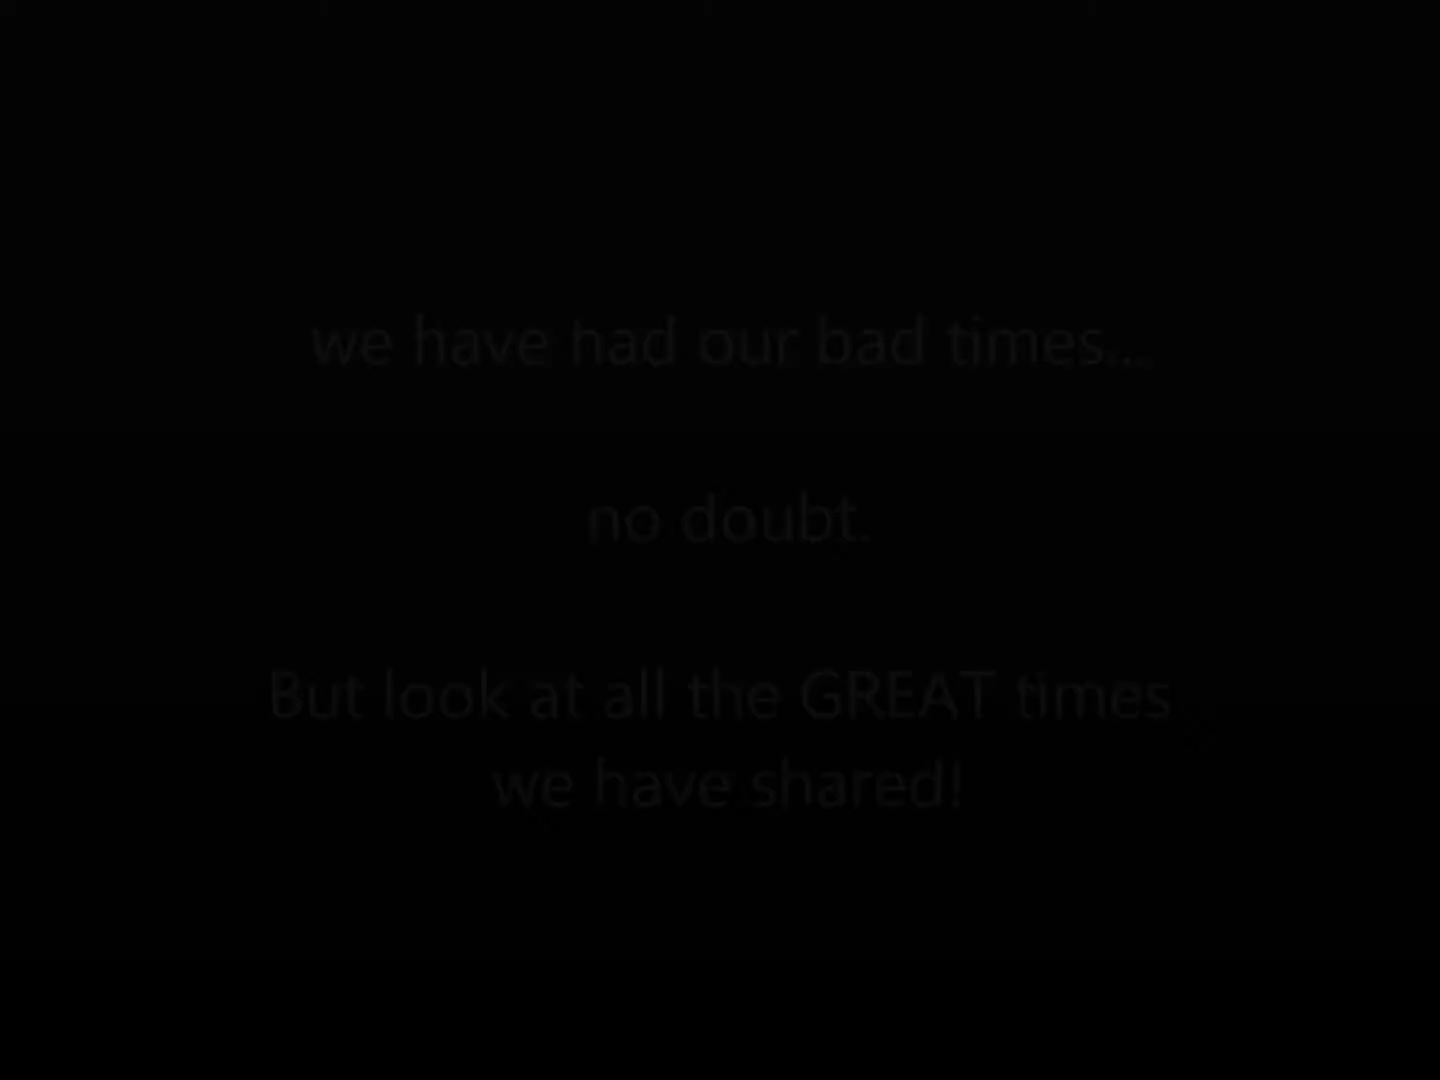 we have had our bad times...
no doubt.
But look at all the GREAT times
we have shared!